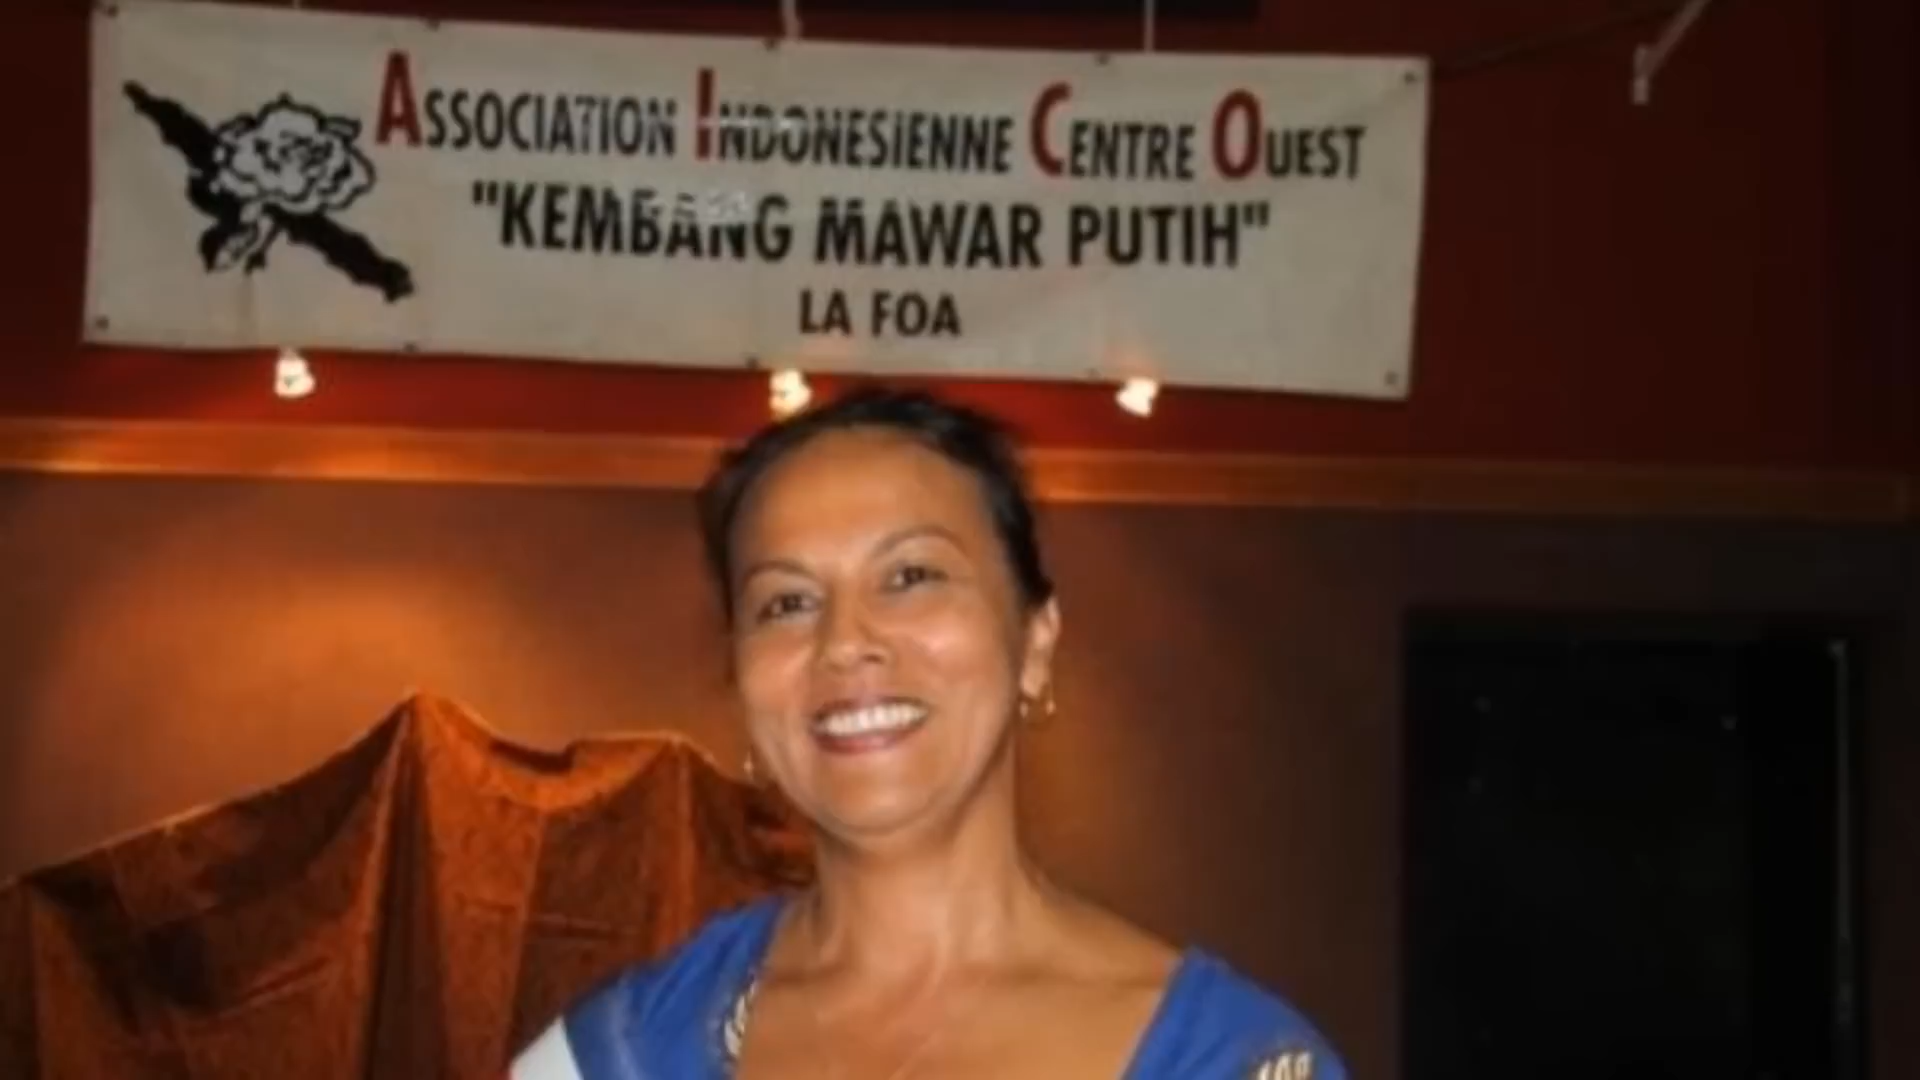 ASSOCIATION INDONESIENNE CENTRE OUEST
"KEMBANG MAWAR PUTIH"
LA FOA